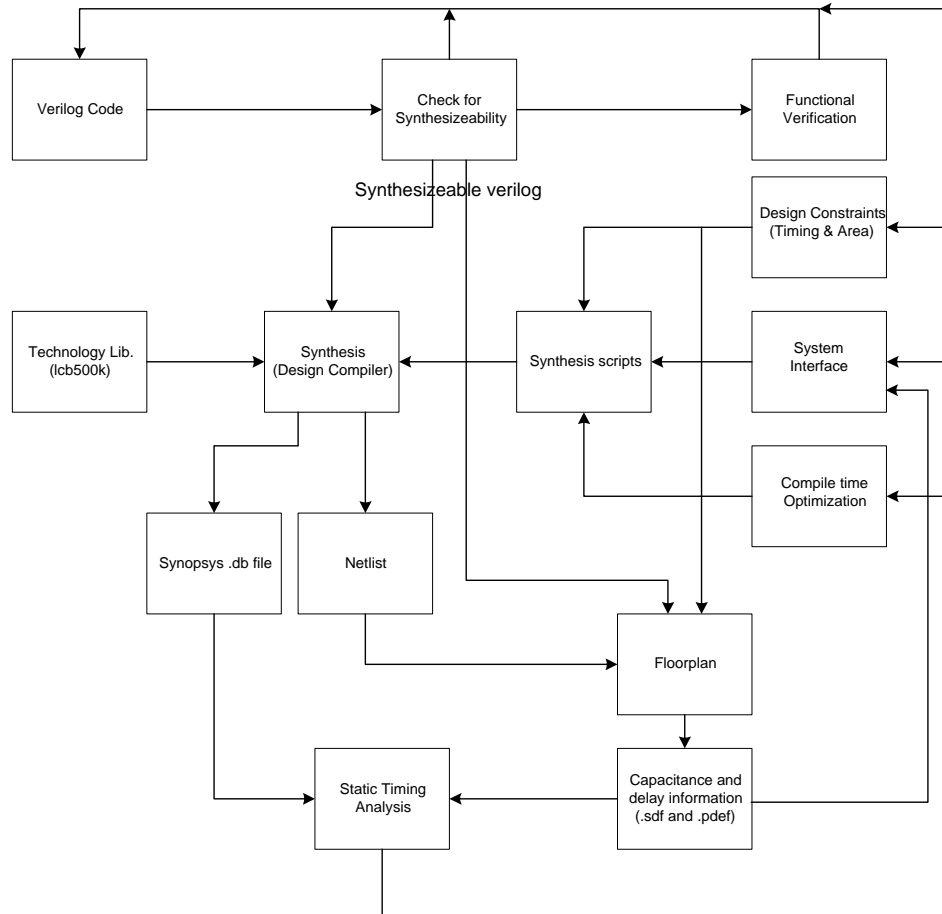 Verilog Code
Check for
Synthesizeability
Functional
Verification
Synthesizeable verilog
Design Constraints
(Timing & Area)
Technology Lib.
(lcb500k)
Synthesis
(Design Compiler)
Synthesis scripts
System
Interface
Compile time
Optimization
Synopsys .db file
Netlist
Floorplan
Static Timing
Analysis
Capacitance and
delay information
(.sdf and .pdef)